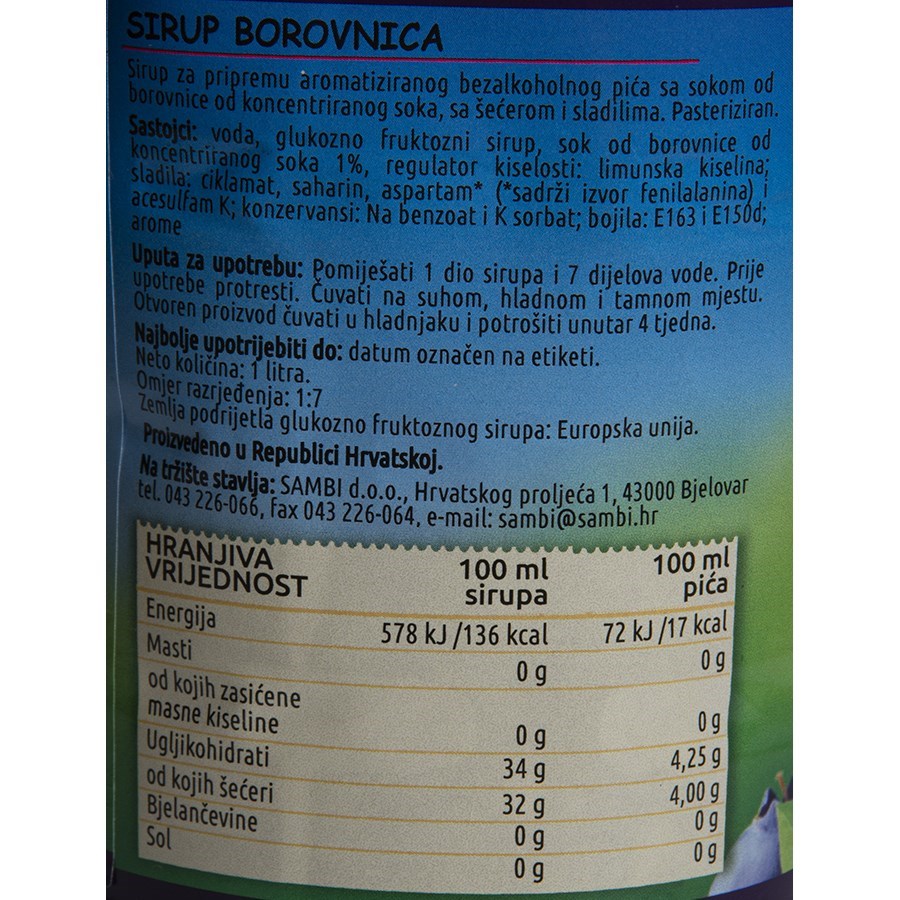 SIRUP BOROVNICA
Sirup za pripremu aromatiziranog bezalkoholnog pića sa sokom od
borovnice od koncentriranog soka, sa šećerom i sladilima. Pasteriziran.
Sastojci: voda, glukozno fruktozni sirup, sok od borovnice od
koncentriranog soka 1%, regulator kiselosti: limunska kiselina;
sladila: ciklamat, saharin, aspartam* (*sadrži izvor fenilalanina) i
acesulfam K; konzervansi: Na benzoat i K sorbat; bojila: E163 i E150d;
arome
Uputa za upotrebu: Pomiješati 1 dio sirupa i 7 dijelova vode. Prije
upotrebe protresti. Čuvati na suhom, hladnom i tamnom mjestu.
Otvoren proizvod čuvati u hladnjaku i potrošiti unutar 4 tjedna.
Najbolje upotrijebiti do: datum označen na etiketi.
Neto količina: 1 litra.
Omjer razrjeđenja: 1:7
Zemlja podrijetla glukozno fruktoznog sirupa: Europska unija.
Proizvedeno u Republici Hrvatskoj.
Na tržište stavlja: SAMBI d.o.o., Hrvatskog proljeća 1, 43000 Bjelovar
tel. 043 226-066, fax 043 226-064, e-mail: sambi@sambi.hr
HRANJIVA VRIJEDNOST 100 ml sirupa 100 ml pića
Energija 578 kJ /136 kcal 72 kJ /17 kcal
Masti 0 g 0 g
od kojih zasićene
masne kiseline 0 g 0 g
Ugljikohidrati 34 g 4,25 g
od kojih šećeri 32 g 4,00 g
Bjelančevine 0 g 0 g
Sol 0 g 0 g